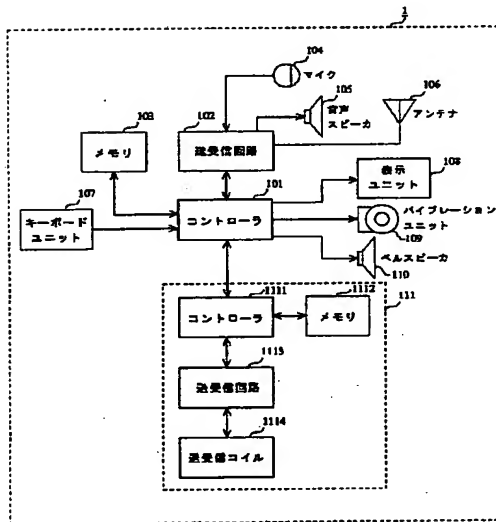 1
104
マイク
105
音声
スピーカ
106
アンテナ
102
送受信回路
103
メモリ
107
キーボード
ユニット
101
コントローラ
108
表示
ユニット
バイブレーション
ユニット
109
ベルスピーカ
110
111
1111
コントローラ
1112
メモリ
1113
送受信回路
1114
送受信コイル